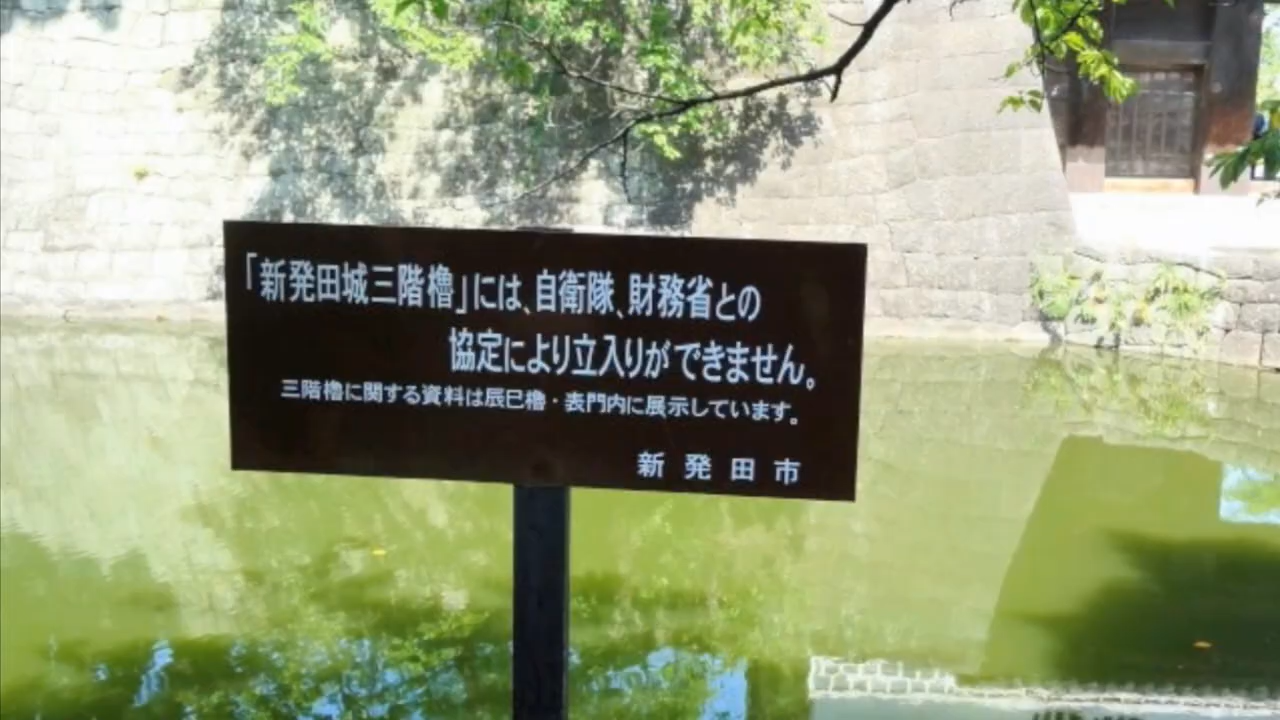 「新発田城三階櫓」には、自衛隊、財務省との
協定により立入りができません。
三階櫓に関する資料は辰巳櫓・表門内に展示しています。
新発田市